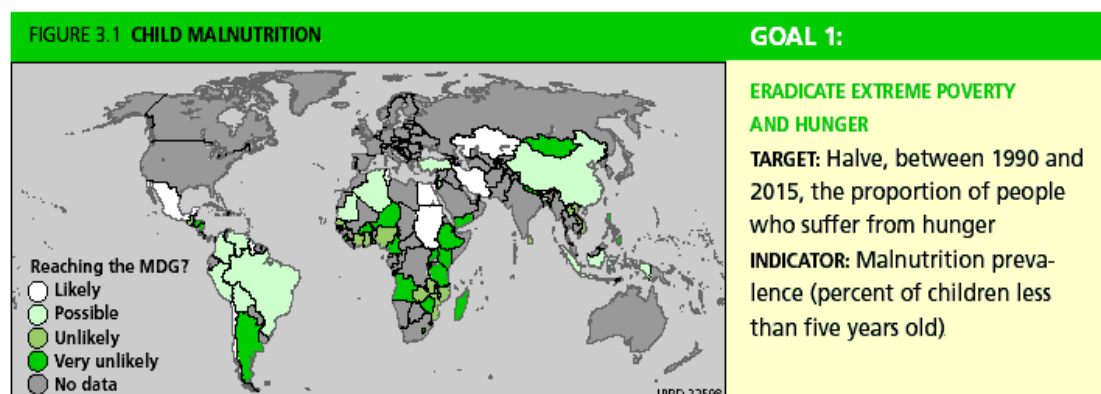 FIGURE 3.1 CHILD MALNUTRITION
GOAL 1:
ERADICATE EXTREME POVERTY
AND HUNGER
TARGET: Halve, between 1990 and
2015, the proportion of people
who suffer from hunger
INDICATOR: Malnutrition preva-
lence (percent of children less
than five years old)
Reaching the MDG?
Likely
Possible
Unlikely
Very unlikely
No data